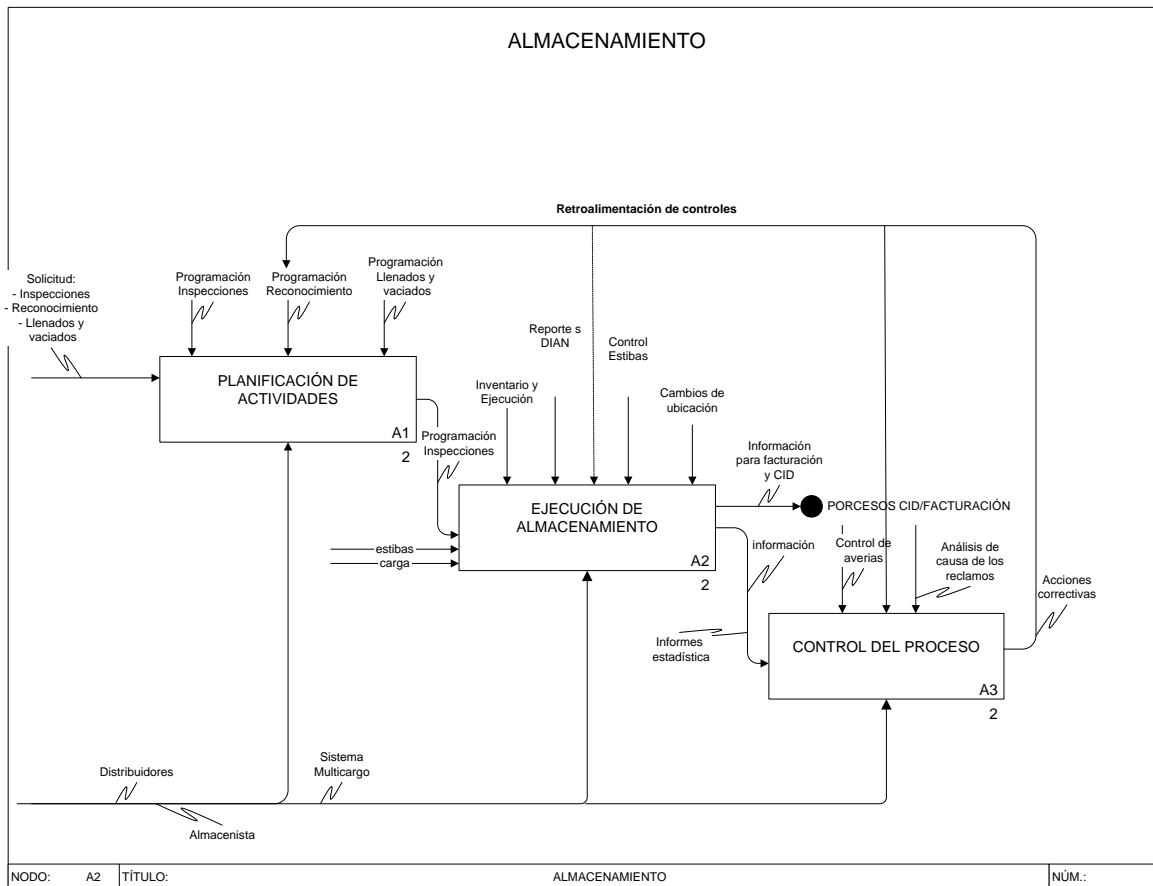 ALMACENAMIENTO
Retroalimentación de controles
Solicitud:
- Inspecciones
- Reconocimiento
- Llenados y
vaciados
Programación
Inspecciones
Programación
Reconocimiento
Programación
Llenados y
vaciados
PLANIFICACIÓN DE
ACTIVIDADES
A1
2
Programación
Inspecciones
Inventario y
Ejecución
Reporte s
DIAN
Control
Estibas
Cambios de
ubicación
estibas
carga
EJECUCIÓN DE
ALMACENAMIENTO
A2
2
Información
para facturación
y CID
PORCESOS CID/FACTURACIÓN
información
Informes
estadística
Control de
averias
Análisis de
causa de los
reclamos
CONTROL DEL PROCESO
A3
2
Acciones
correctivas
Distribuidores
Almacenista
Sistema
Multicargo
NODO: A2 TÍTULO: ALMACENAMIENTO NÚM.: